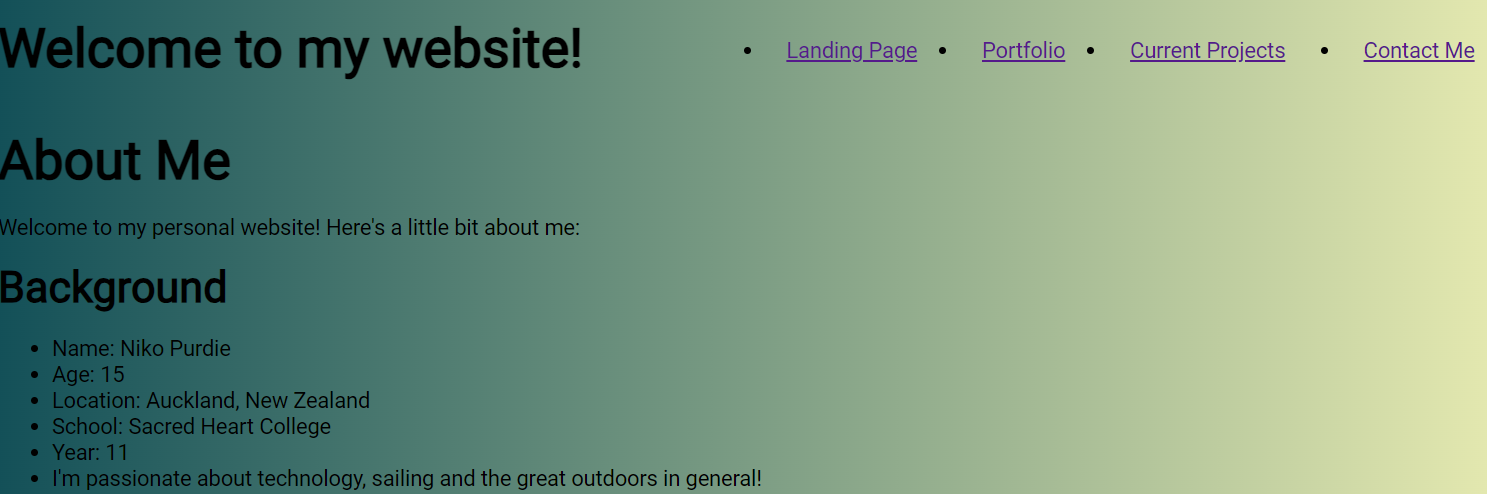 Welcome to my website!
Landing Page
Portfolio
Current Projects
Contact Me
About Me
Welcome to my personal website! Here's a little bit about me:
Background
Name: Niko Purdie
Age: 15
Location: Auckland, New Zealand
School: Sacred Heart College
Year: 11
I'm passionate about technology, sailing and the great outdoors in general!